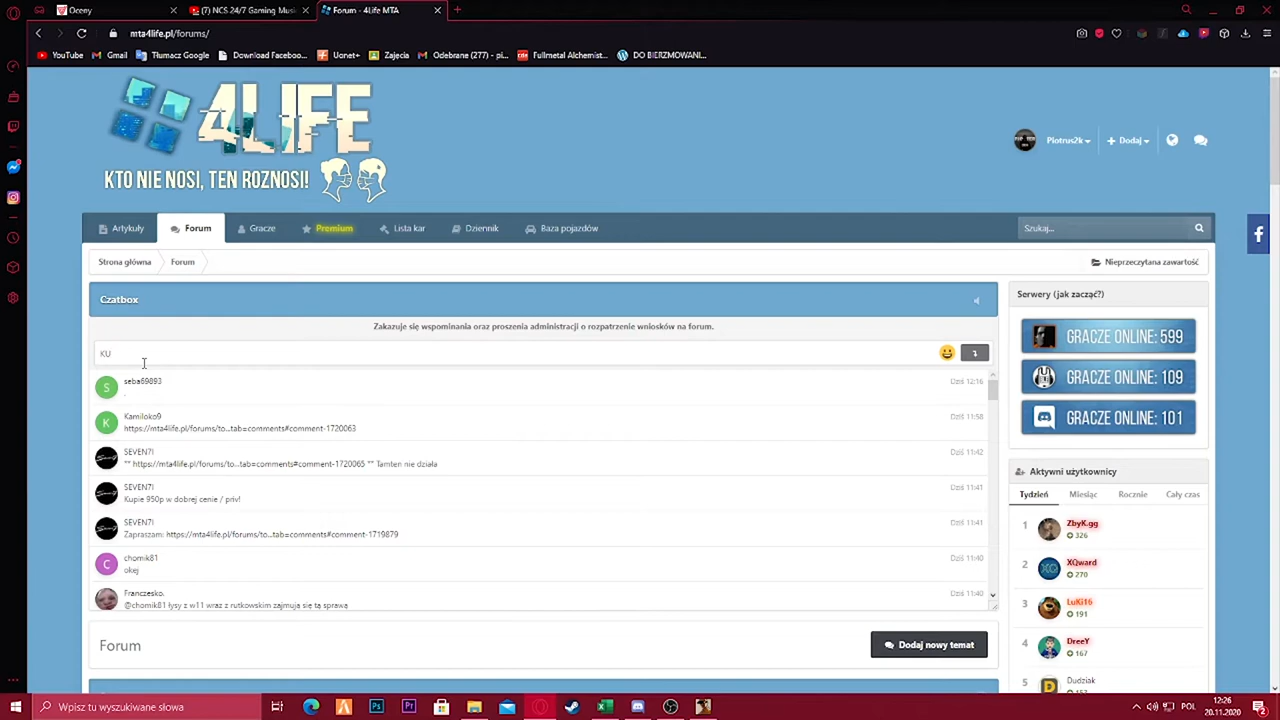 Oceny
(7) NCS 24/7 Gaming Musi
Forum - 4Life MTA
mta4life.pl/forums/
YouTube
Gmail
Tłumacz Google
Download Faceboo...
Uonet+
Zajęcia
Odebrane (277) - pi...
Fullmetal Alchemist...
DO BIERZMOWANI...
4LIFE
KTO NIE NOSI, TEN ROZNOSI!
Piotrus2k
+ Dodaj
Artykuły
Forum
Gracze
Premium
Lista kar
Dziennik
Baza pojazdów
Szukaj...
Strona główna
Forum
Nieprzeczytana zawartość
Czatbox
Zakazuje się wspominania oraz proszenia administracji o rozpatrzenie wniosków na forum.
KU
S
seba69893
Dziś 12:16
.
K
Kamiloko9
Dziś 11:58
https://mta4life.pl/forums/to...tab=comments#comment-1720063
SEVEN7I
Dziś 11:42
** https://mta4life.pl/forums/to...tab=comments#comment-1720065 ** Tamten nie działa
SEVEN7I
Dziś 11:41
Kupie 950p w dobrej cenie / priv!
SEVEN7I
Dziś 11:41
Zapraszam: https://mta4life.pl/forums/to...tab=comments#comment-1719879
C
chomik81
Dziś 11:40
okej
Franczesko.
Dziś 11:40
@chomik81 łysy z w11 wraz z rutkowskim zajmują się tą sprawą
Forum
Dodaj nowy temat
Serwery (jak zacząć?)
GRACZE ONLINE: 599
GRACZE ONLINE: 109
GRACZE ONLINE: 101
Aktywni użytkownicy
Tydzień
Miesiąc
Rocznie
Cały czas
1
ZbyK.gg
326
2
XQward
270
3
LuKi16
191
4
DreeY
167
5
Dudziak
Wpisz tu wyszukiwane słowa
POL
12:26
20.11.2020
2